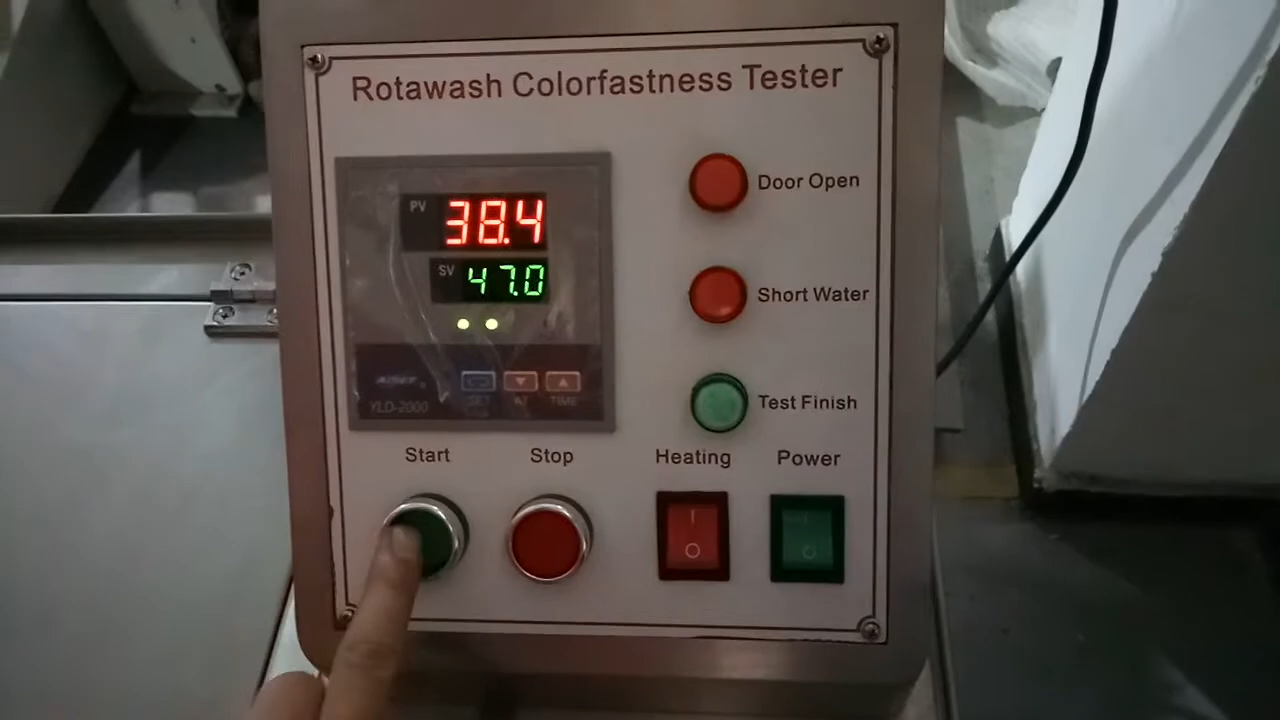 Rotawash Colorfastness Tester
PV 38.4
SV 47.0
SET AT TIME
YLD-2000
Door Open
Short Water
Test Finish
Start Stop Heating Power